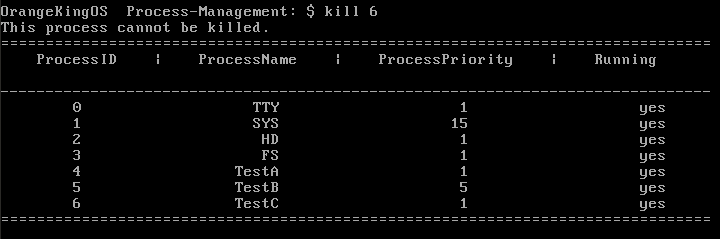 OrangeKingOS  Process-Management: $ kill 6
This process cannot be killed.
===============================================================================
    ProcessID    |    ProcessName    |    ProcessPriority    |    Running
-------------------------------------------------------------------------------
        0                   TTY                    1                   yes
        1                   SYS                   15                   yes
        2                    HD                    1                   yes
        3                    FS                    1                   yes
        4                 TestA                    1                   yes
        5                 TestB                    5                   yes
        6                 TestC                    1                   yes
===============================================================================